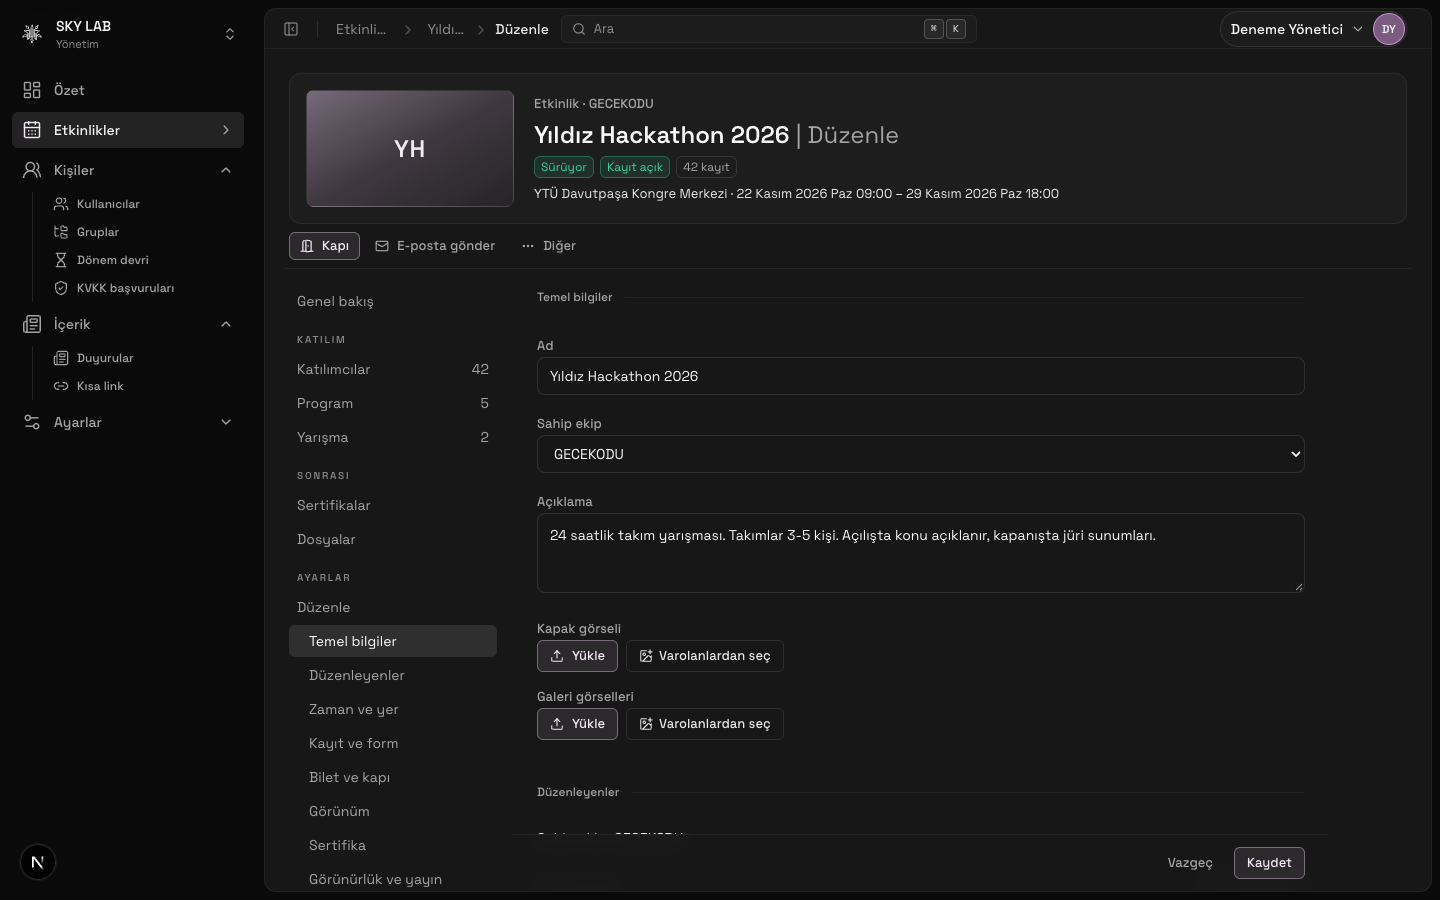 SKY LAB
Yönetim
Özet
Etkinlikler
Kişiler
Kullanıcılar
Gruplar
Dönem devri
KVKK başvuruları
İçerik
Duyurular
Kısa link
Ayarlar
N
Etkinli... Yıldı... Düzenle
Ara ⌘ K
Deneme Yönetici DY
YH
Etkinlik · GECEKODU
Yıldız Hackathon 2026 | Düzenle
Sürüyor Kayıt açık 42 kayıt
YTÜ Davutpaşa Kongre Merkezi · 22 Kasım 2026 Paz 09:00 – 29 Kasım 2026 Paz 18:00
Kapı E-posta gönder Diğer
Genel bakış
KATILIM
Katılımcılar 42
Program 5
Yarışma 2
SONRASI
Sertifikalar
Dosyalar
AYARLAR
Düzenle
Temel bilgiler
Düzenleyenler
Zaman ve yer
Kayıt ve form
Bilet ve kapı
Görünüm
Sertifika
Görünürlük ve yayın
Temel bilgiler
Ad
Yıldız Hackathon 2026
Sahip ekip
GECEKODU
Açıklama
24 saatlik takım yarışması. Takımlar 3-5 kişi. Açılışta konu açıklanır, kapanışta jüri sunumları.
Kapak görseli
Yükle Varolanlardan seç
Galeri görselleri
Yükle Varolanlardan seç
Düzenleyenler
Vazgeç Kaydet